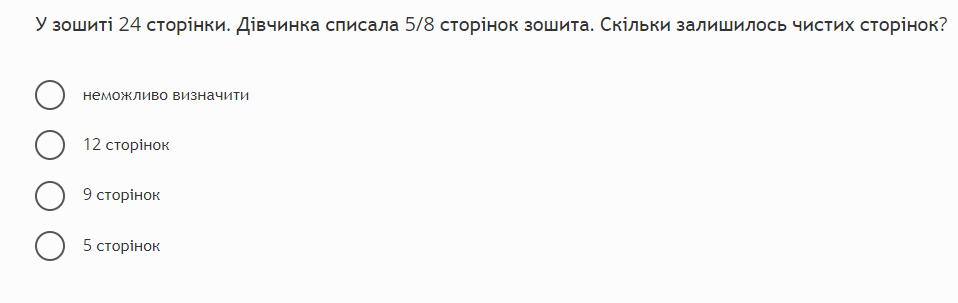 У зошиті 24 сторінки. Дівчинка списала 5/8 сторінок зошита. Скільки залишилось чистих сторінок?
неможливо визначити
12 сторінок
9 сторінок
5 сторінок